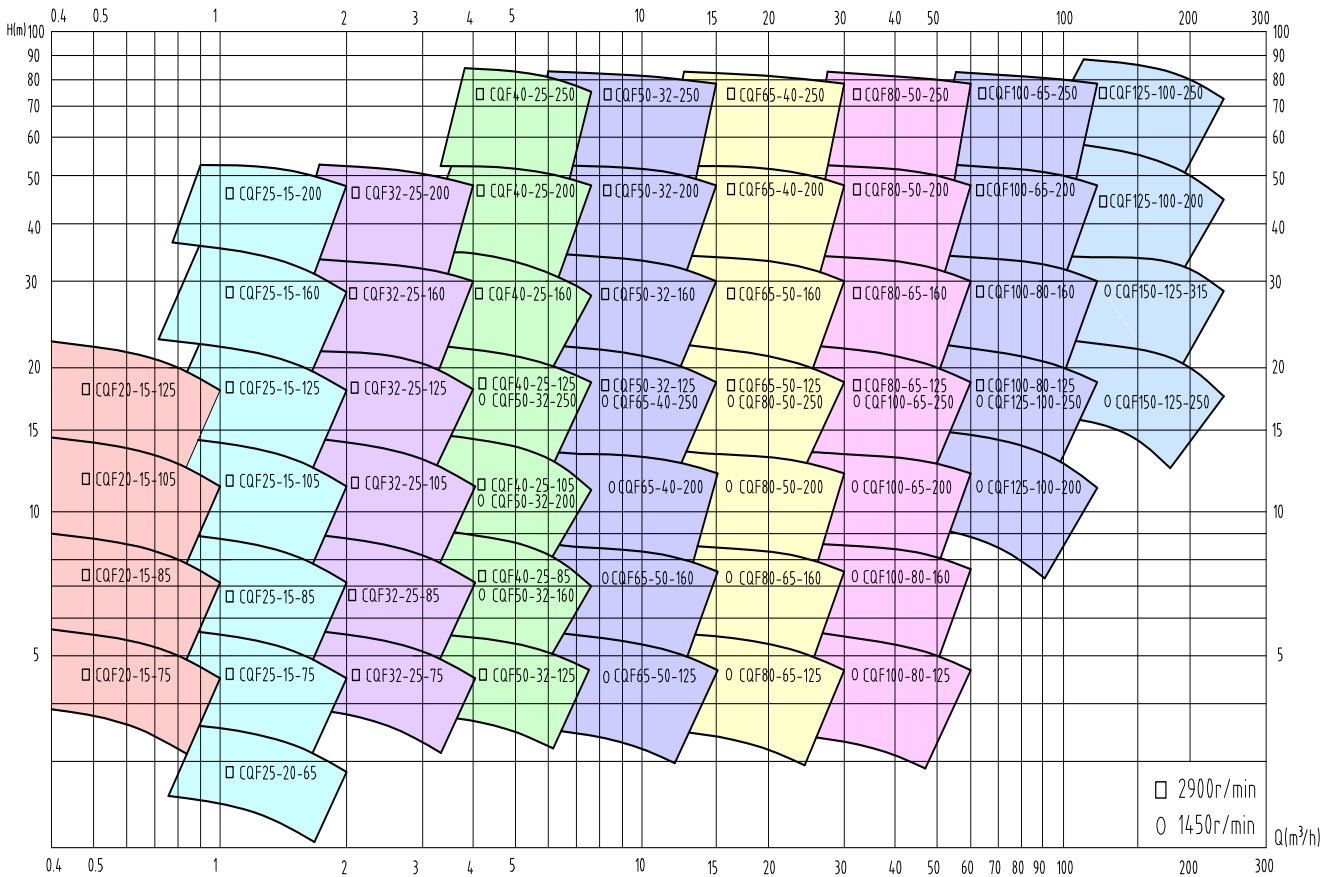 0.4 0.5 1 2 3 4 5 10 15 20 30 40 50 100 200 300
H(m) 100 100
90 90
80 80
CQF40-25-250 CQF50-32-250 CQF65-40-250 CQF80-50-250 CQF100-65-250 CQF125-100-250
70 70
60 60
50 50
CQF25-15-200 CQF32-25-200 CQF40-25-200 CQF50-32-200 CQF65-40-200 CQF80-50-200 CQF100-65-200 CQF125-100-200
40 40
30 30
CQF25-15-160 CQF32-25-160 CQF40-25-160 CQF50-32-160 CQF65-50-160 CQF80-65-160 CQF100-80-160 CQF150-125-315
20 20
CQF20-15-125 CQF25-15-125 CQF32-25-125 CQF40-25-125 CQF50-32-125 CQF65-50-125 CQF80-65-125 CQF100-80-125
CQF50-32-250 CQF65-40-250 CQF80-50-250 CQF100-65-250 CQF125-100-250 CQF150-125-250
15 15
CQF20-15-105 CQF25-15-105 CQF32-25-105 CQF40-25-105 CQF65-40-200 CQF80-50-200 CQF100-65-200 CQF125-100-200
CQF50-32-200
10 10
CQF20-15-85 CQF40-25-85 CQF65-50-160 CQF80-65-160 CQF100-80-160
CQF25-15-85 CQF32-25-85 CQF50-32-160
5 5
CQF20-15-75 CQF25-15-75 CQF32-25-75 CQF50-32-125 CQF65-50-125 CQF80-65-125 CQF100-80-125
CQF25-20-65
2900r/min
1450r/min
Q(m³/h)
0.4 0.5 1 2 3 4 5 10 15 20 30 40 50 60 70 80 90 100 200 300